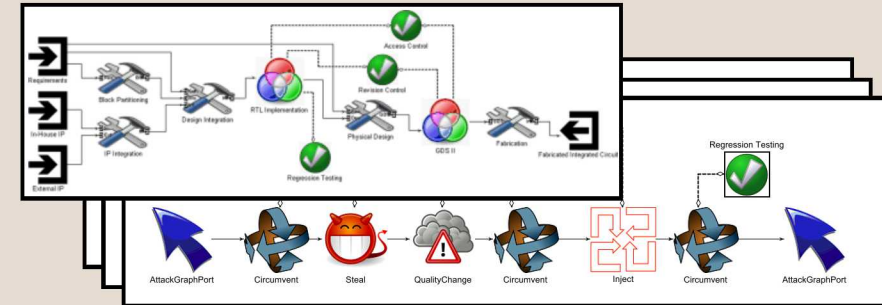 Access Control
Requirements
Block Partitioning
Revision Control
Design Integration
RTL Implementation
In-House IP
IP Integration
Physical Design
GDS II
Fabrication
Fabricated Integrated Circuit
External IP
Regression Testing
Regression Testing
AttackGraphPort
Circumvent
Steal
QualityChange
Circumvent
Inject
Circumvent
AttackGraphPort